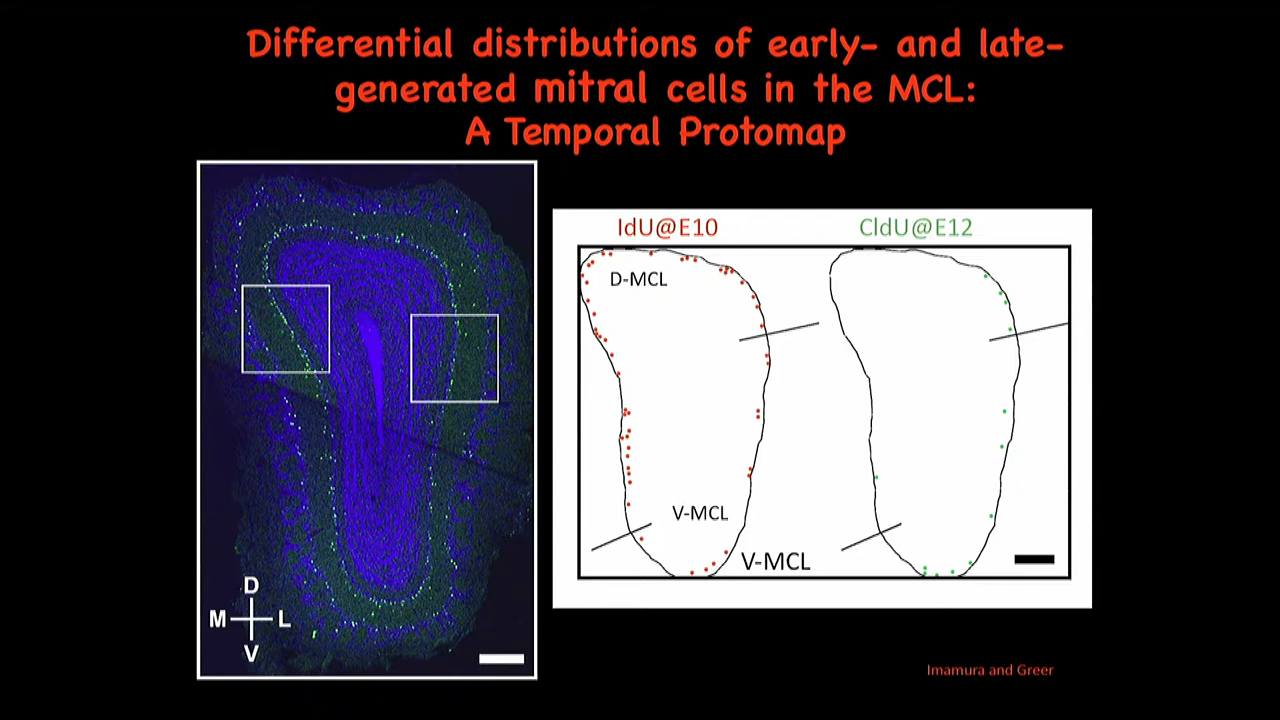 Differential distributions of early- and late-
generated mitral cells in the MCL:
A Temporal Protomap
IdU@E10
CldU@E12
D-MCL
V-MCL
V-MCL
D
M
L
V
Imamura and Greer